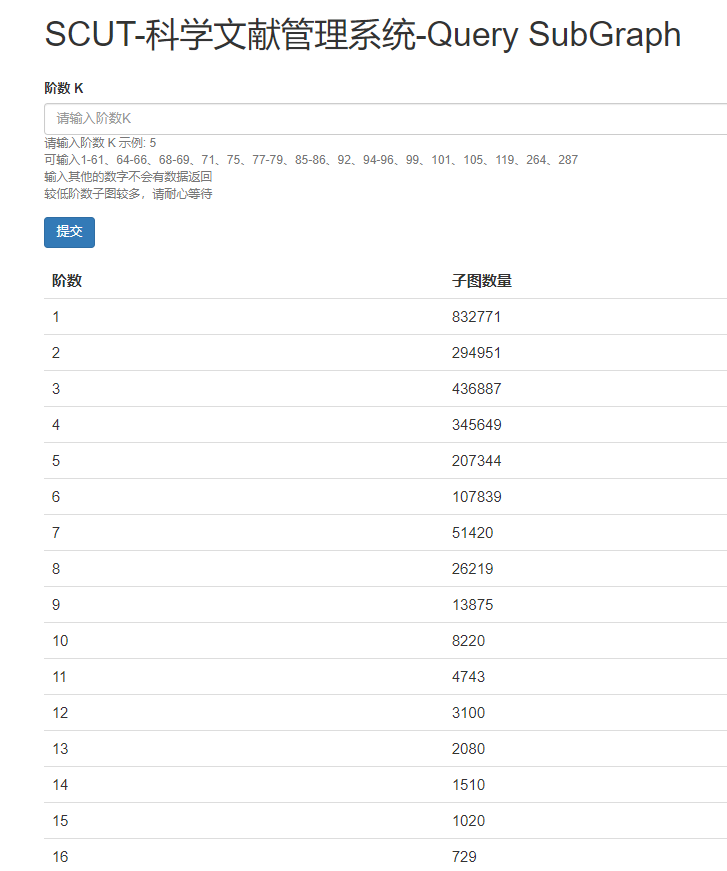 SCUT-科学文献管理系统-Query SubGraph
阶数 K
请输入阶数K
请输入阶数 K 示例: 5
可输入1-61、64-66、68-69、71、75、77-79、85-86、92、94-96、99、101、105、119、264、287
输入其他的数字不会有数据返回
较低阶数子图较多，请耐心等待
提交
阶数 子图数量
1 832771
2 294951
3 436887
4 345649
5 207344
6 107839
7 51420
8 26219
9 13875
10 8220
11 4743
12 3100
13 2080
14 1510
15 1020
16 729